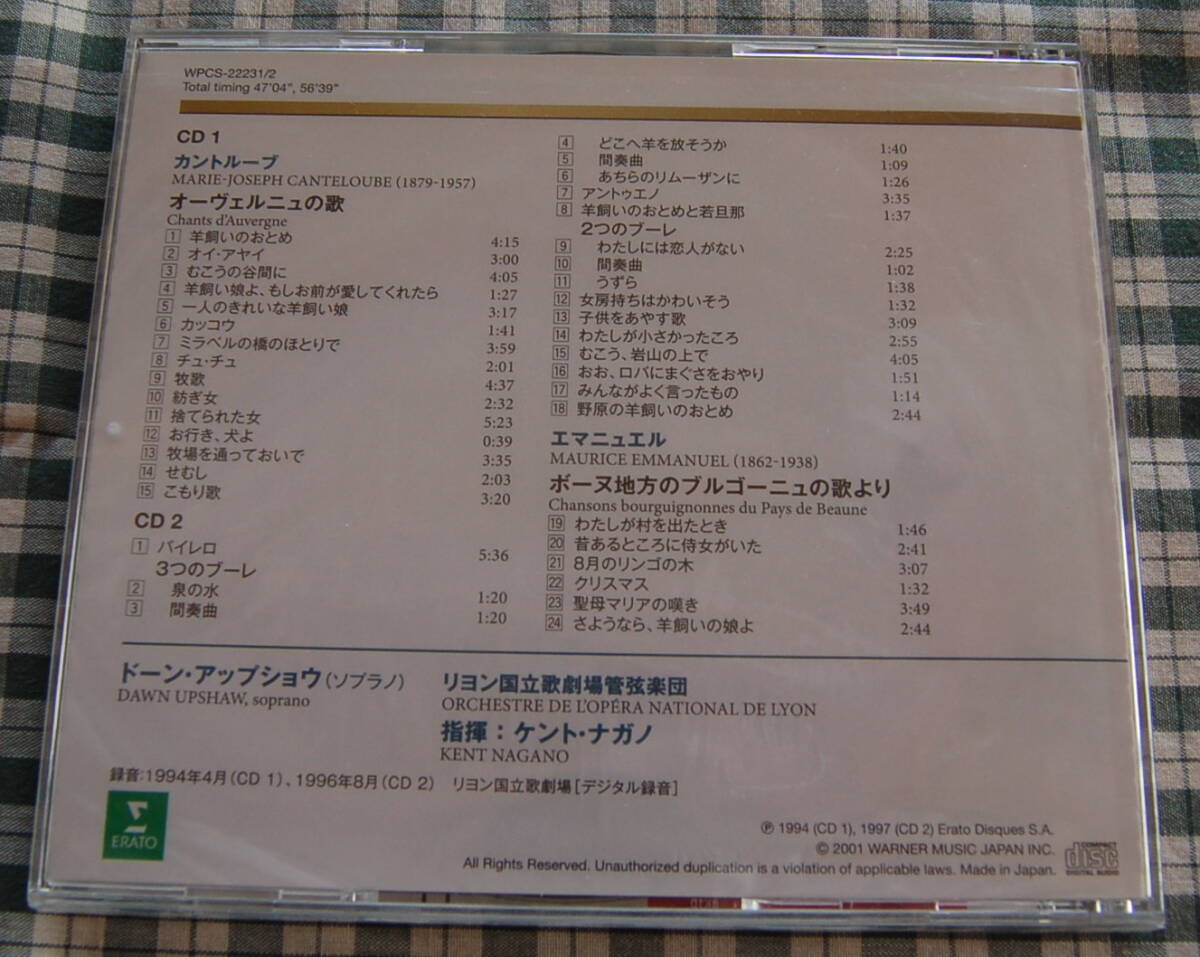 WPCS-22231/2
Total timing 47'04", 56'39"
CD 1
カントルーブ
MARIE-JOSEPH CANTELOUBE (1879-1957)
オーヴェルニュの歌
Chants d'Auvergne
1 羊飼いのおとめ 4:15
2 オイ・アヤイ 3:00
3 むこうの谷間に 4:05
4 羊飼い娘よ、もしお前が愛してくれたら 1:27
5 一人のきれいな羊飼い娘 3:17
6 カッコウ 1:41
7 ミラベルの橋のほとりで 3:59
8 チュ・チュ 2:01
9 牧歌 4:37
10 紡ぎ女 2:32
11 捨てられた女 5:23
12 お行き、犬よ 0:39
13 牧場を通っておいで 3:35
14 せむし 2:03
15 こもり歌 3:20
CD 2
1 バイレロ 5:36
3つのブーレ
2 泉の水 1:20
3 間奏曲 1:20
4 どこへ羊を放そうか 1:40
5 間奏曲 1:09
6 あちらのリムーザンに 1:26
7 アントゥエノ 3:35
8 羊飼いのおとめと若旦那 1:37
2つのブーレ
9 わたしには恋人がない 2:25
10 間奏曲 1:02
11 うずら 1:38
12 女房持ちはかわいそう 1:32
13 子供をあやす歌 3:09
14 わたしが小さかったころ 2:55
15 むこう、岩山の上で 4:05
16 おお、ロバにまぐさをおやり 1:51
17 みんながよく言ったもの 1:14
18 野原の羊飼いのおとめ 2:44
エマニュエル
MAURICE EMMANUEL (1862-1938)
ボーヌ地方のブルゴーニュの歌より
Chansons bourguignonnes du Pays de Beaune
19 わたしが村を出たとき 1:46
20 昔あるところに侍女がいた 2:41
21 8月のリンゴの木 3:07
22 クリスマス 1:32
23 聖母マリアの嘆き 3:49
24 さようなら、羊飼いの娘よ 2:44
ドーン・アップショウ(ソプラノ)
DAWN UPSHAW, soprano
リヨン国立歌劇場管弦楽団
ORCHESTRE DE L'OPÉRA NATIONAL DE LYON
指揮:ケント・ナガノ
KENT NAGANO
録音:1994年4月(CD 1)、1996年8月(CD 2) リヨン国立歌劇場[デジタル録音]
ERATO
℗ 1994 (CD 1), 1997 (CD 2) Erato Disques S.A.
© 2001 WARNER MUSIC JAPAN INC.
All Rights Reserved. Unauthorized duplication is a violation of applicable laws. Made in Japan.
COMPACT
disc
DIGITAL AUDIO